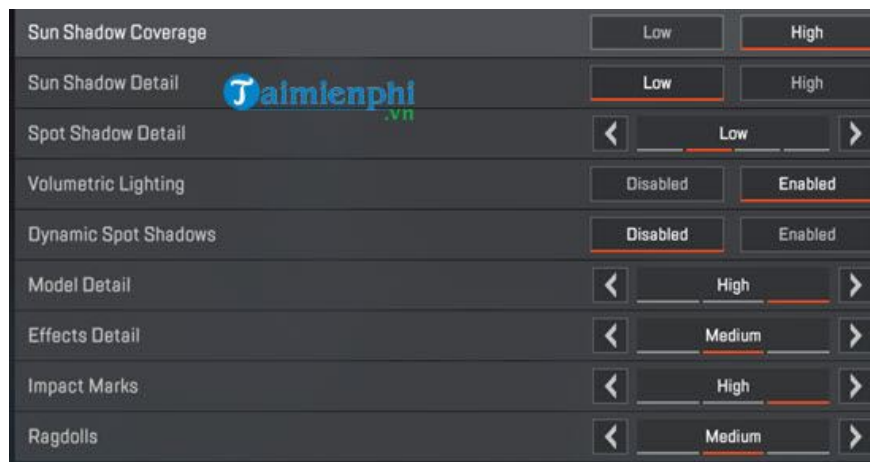 Sun Shadow Coverage Low High
Sun Shadow Detail Low High
Taimienphi
.vn
Spot Shadow Detail Low
Volumetric Lighting Disabled Enabled
Dynamic Spot Shadows Disabled Enabled
Model Detail High
Effects Detail Medium
Impact Marks High
Ragdolls Medium